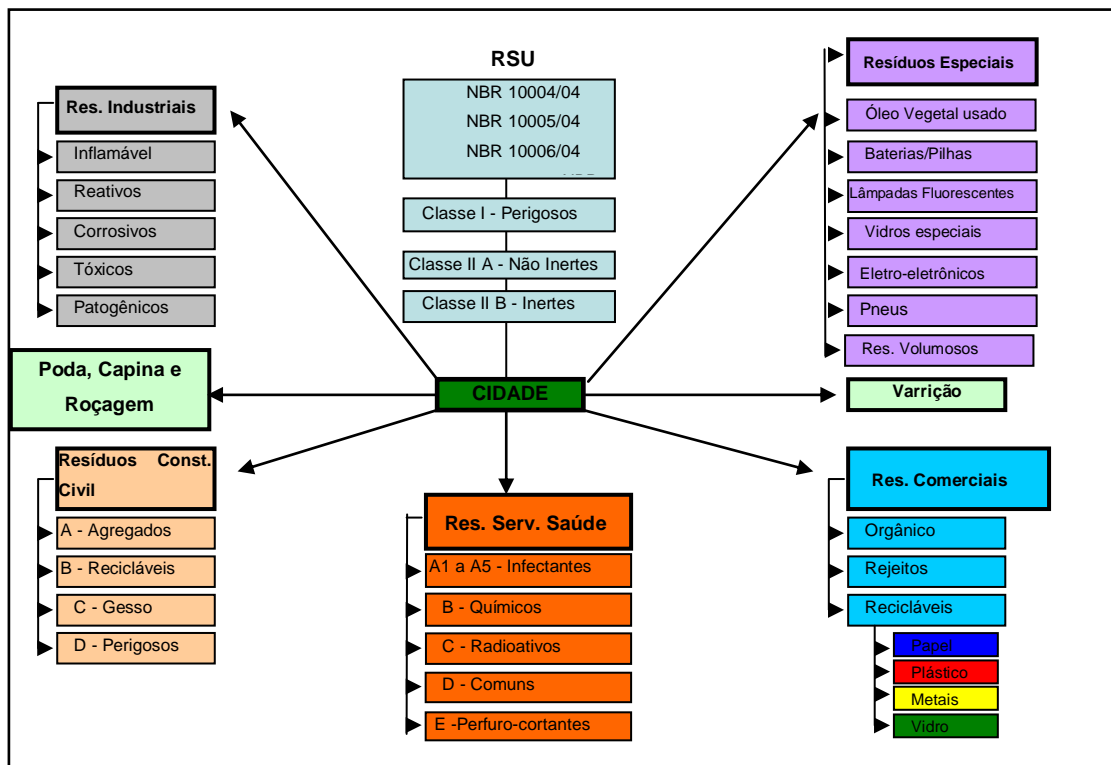 RSU
NBR 10004/04
NBR 10005/04
NBR 10006/04
Classe I - Perigosos
Classe II A - Não Inertes
Classe II B - Inertes
Res. Industriais
Inflamável
Reativos
Corrosivos
Tóxicos
Patogênicos
Resíduos Especiais
Óleo Vegetal usado
Baterias/Pilhas
Lâmpadas Fluorescentes
Vidros especiais
Eletro-eletrônicos
Pneus
Res. Volumosos
Poda, Capina e
Roçagem
CIDADE
Varrição
Resíduos Const.
Civil
A - Agregados
B - Recicláveis
C - Gesso
D - Perigosos
Res. Serv. Saúde
A1 a A5 - Infectantes
B - Químicos
C - Radioativos
D - Comuns
E -Perfuro-cortantes
Res. Comerciais
Orgânico
Rejeitos
Recicláveis
Papel
Plástico
Metais
Vidro